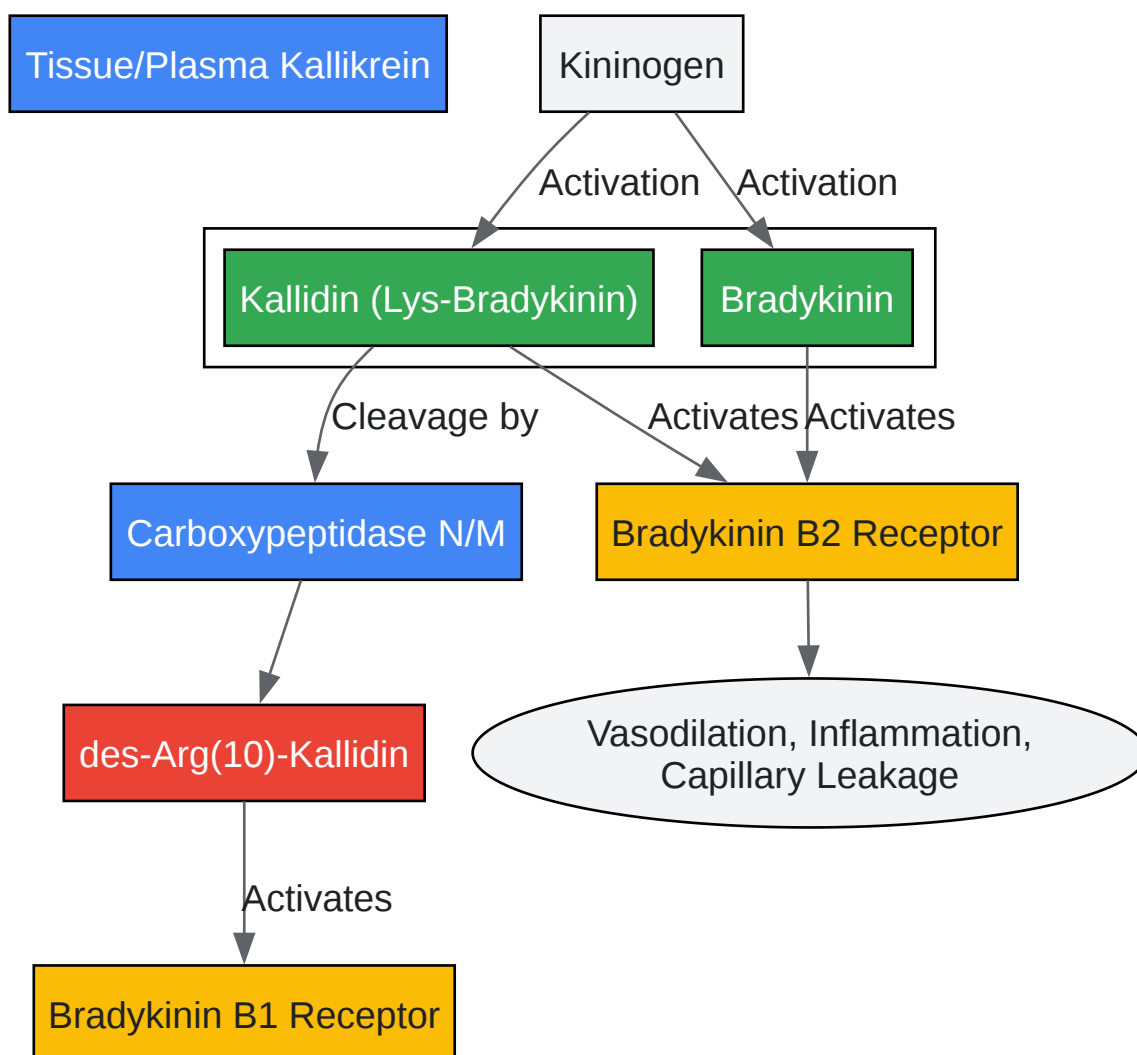 Tissue/Plasma Kallikrein
Kininogen
Activation
Activation
Kallidin (Lys-Bradykinin)
Bradykinin
Cleavage by
Activates
Activates
Carboxypeptidase N/M
Bradykinin B2 Receptor
des-Arg(10)-Kallidin
Vasodilation, Inflammation,
Capillary Leakage
Activates
Bradykinin B1 Receptor